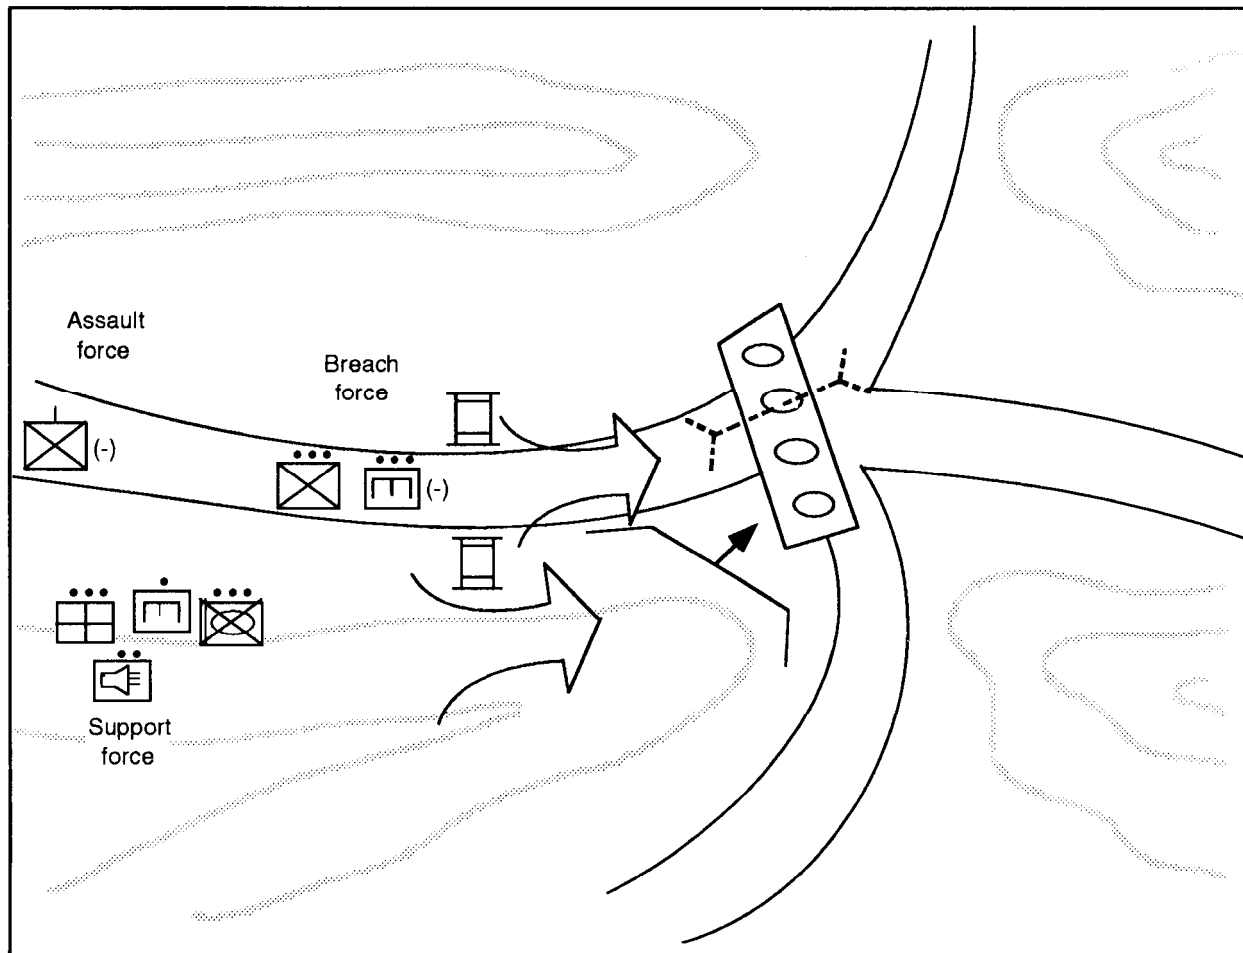 Assault
force
Breach
force
(-)
(-)
Support
force